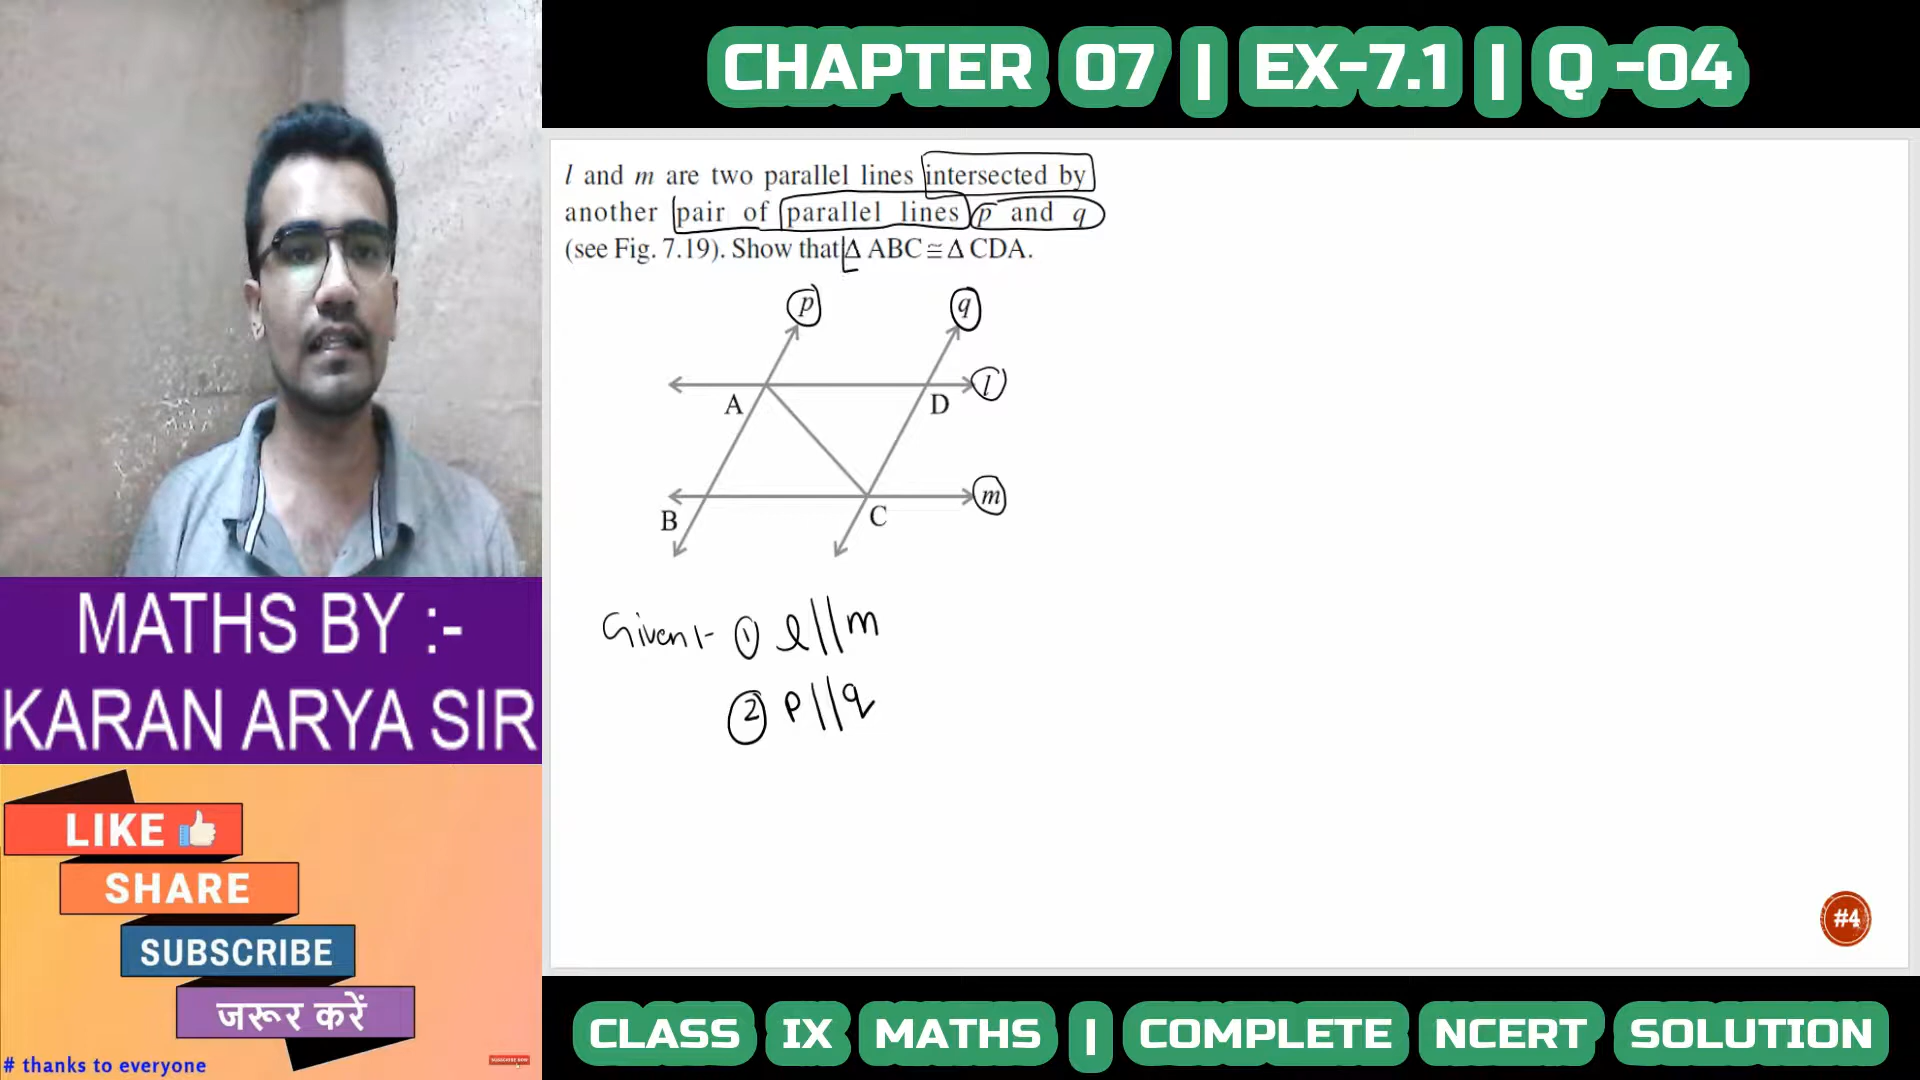 CHAPTER 07 | EX-7.1 | Q -04
l and m are two parallel lines intersected by
another pair of parallel lines p and q
(see Fig. 7.19). Show that Δ ABC ≅ Δ CDA.
p q
l
A D
m
B C
Given :- ① l || m
② p || q
MATHS BY :-
KARAN ARYA SIR
LIKE
SHARE
SUBSCRIBE
जरूर करें
# thanks to everyone
SUBSCRIBE NOW
#4
CLASS IX MATHS | COMPLETE NCERT SOLUTION